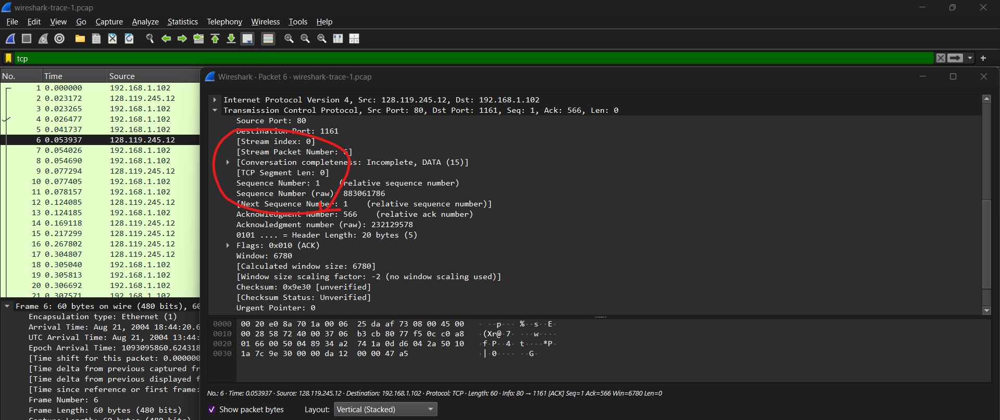 wireshark-trace-1.pcap
File Edit View Go Capture Analyze Statistics Telephony Wireless Tools Help
tcp
No. Time Source
1 0.000000 192.168.1.102
2 0.023172 128.119.245.12
3 0.023265 192.168.1.102
4 0.026477 192.168.1.102
5 0.041737 192.168.1.102
6 0.053937 128.119.245.12
7 0.054026 192.168.1.102
8 0.054690 192.168.1.102
9 0.077294 128.119.245.12
10 0.077405 192.168.1.102
11 0.078157 192.168.1.102
12 0.124085 128.119.245.12
13 0.124185 192.168.1.102
14 0.169118 128.119.245.12
15 0.217299 128.119.245.12
16 0.267802 128.119.245.12
17 0.304807 128.119.245.12
18 0.305040 192.168.1.102
19 0.305813 192.168.1.102
20 0.306692 192.168.1.102
21 0.307571 192.168.1.102
Frame 6: 60 bytes on wire (480 bits), 60
Encapsulation type: Ethernet (1)
Arrival Time: Aug 21, 2004 18:44:20.6
UTC Arrival Time: Aug 21, 2004 13:44:
Epoch Arrival Time: 1093095860.624318
[Time shift for this packet: 0.000000
[Time delta from previous captured fr
[Time delta from previous displayed f
[Time since reference or first frame:
Frame Number: 6
Frame Length: 60 bytes (480 bits)
Capture Length: 60 bytes (480 bits)
Wireshark · Packet 6 · wireshark-trace-1.pcap
Internet Protocol Version 4, Src: 128.119.245.12, Dst: 192.168.1.102
Transmission Control Protocol, Src Port: 80, Dst Port: 1161, Seq: 1, Ack: 566, Len: 0
Source Port: 80
Destination Port: 1161
[Stream index: 0]
[Stream Packet Number: 6]
[Conversation completeness: Incomplete, DATA (15)]
[TCP Segment Len: 0]
Sequence Number: 1 (relative sequence number)
Sequence Number (raw): 883061786
[Next Sequence Number: 1 (relative sequence number)]
Acknowledgment Number: 566 (relative ack number)
Acknowledgment number (raw): 232129578
0101 .... = Header Length: 20 bytes (5)
Flags: 0x010 (ACK)
Window: 6780
[Calculated window size: 6780]
[Window size scaling factor: -2 (no window scaling used)]
Checksum: 0x9e30 [unverified]
[Checksum Status: Unverified]
Urgent Pointer: 0
0000 00 20 e0 8a 70 1a 00 06 25 da af 73 08 00 45 00 · ··p··· %··s··E·
0010 00 28 58 72 40 00 37 06 b3 cb 80 77 f5 0c c0 a8 ·(Xr@·7· ···w····
0020 01 66 00 50 04 89 34 a2 74 1a 0d d6 04 2a 50 10 ·f·P··4· t····*P·
0030 1a 7c 9e 30 00 00 da 12 00 00 47 a5 ·|·0···· ··G·
No.: 6 · Time: 0.053937 · Source: 128.119.245.12 · Destination: 192.168.1.102 · Protocol: TCP · Length: 60 · Info: 80 → 1161 [ACK] Seq=1 Ack=566 Win=6780 Len=0
Show packet bytes Layout: Vertical (Stacked)